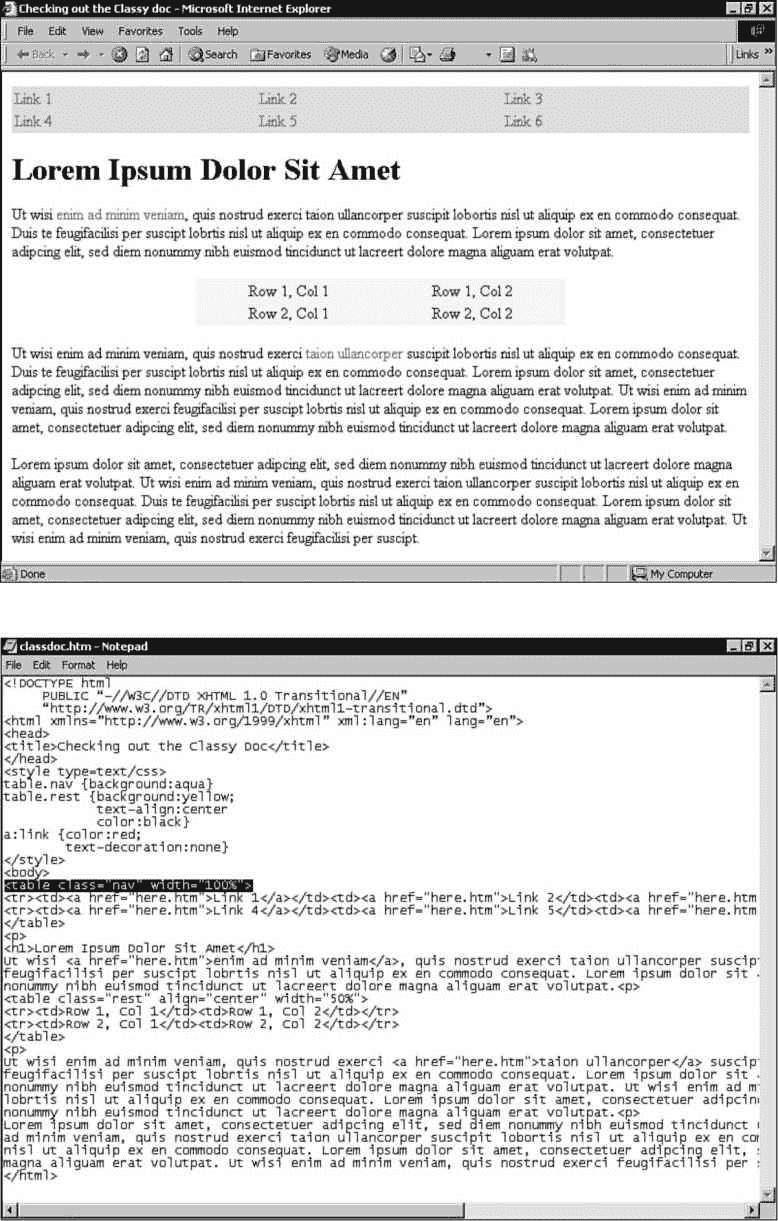 Checking out the Classy doc - Microsoft Internet Explorer
File Edit View Favorites Tools Help
Back Search Favorites Media Links »
Link 1 Link 2 Link 3
Link 4 Link 5 Link 6
Lorem Ipsum Dolor Sit Amet
Ut wisi enim ad minim veniam, quis nostrud exerci taion ullancorper suscipit lobortis nisl ut aliquip ex en commodo consequat.
Duis te feugifacilisi per suscipt lobrtis nisl ut aliquip ex en commodo consequat. Lorem ipsum dolor sit amet, consectetuer
adipcing elit, sed diem nonummy nibh euismod tincidunct ut lacreert dolore magna aliguam erat volutpat.
Row 1, Col 1 Row 1, Col 2
Row 2, Col 1 Row 2, Col 2
Ut wisi enim ad minim veniam, quis nostrud exerci taion ullancorper suscipit lobortis nisl ut aliquip ex en commodo consequat.
Duis te feugifacilisi per suscipt lobrtis nisl ut aliquip ex en commodo consequat. Lorem ipsum dolor sit amet, consectetuer
adipcing elit, sed diem nonummy nibh euismod tincidunct ut lacreert dolore magna aliguam erat volutpat. Ut wisi enim ad minim
veniam, quis nostrud exerci feugifacilisi per suscipt lobrtis nisl ut aliquip ex en commodo consequat. Lorem ipsum dolor sit
amet, consectetuer adipcing elit, sed diem nonummy nibh euismod tincidunct ut lacreert dolore magna aliguam erat volutpat.
Lorem ipsum dolor sit amet, consectetuer adipcing elit, sed diem nonummy nibh euismod tincidunct ut lacreert dolore magna
aliguam erat volutpat. Ut wisi enim ad minim veniam, quis nostrud exerci taion ullancorper suscipit lobortis nisl ut aliquip ex en
commodo consequat. Duis te feugifacilisi per suscipt lobrtis nisl ut aliquip ex en commodo consequat. Lorem ipsum dolor sit
amet, consectetuer adipcing elit, sed diem nonummy nibh euismod tincidunct ut lacreert dolore magna aliguam erat volutpat. Ut
wisi enim ad minim veniam, quis nostrud exerci feugifacilisi per suscipt.
Done My Computer
classdoc.htm - Notepad
File Edit Format Help
<!DOCTYPE html
PUBLIC "-//W3C//DTD XHTML 1.0 Transitional//EN"
"http://www.w3.org/TR/xhtml1/DTD/xhtml1-transitional.dtd">
<html xmlns="http://www.w3.org/1999/xhtml" xml:lang="en" lang="en">
<head>
<title>Checking out the Classy Doc</title>
</head>
<style type=text/css>
table.nav {background:aqua}
table.rest {background:yellow;
text-align:center
color:black}
a:link {color:red;
text-decoration:none}
</style>
<body>
<table class="nav" width="100%">
<tr><td><a href="here.htm">Link 1</a></td><td><a href="here.htm">Link 2</td><td><a href="here.htm
<tr><td><a href="here.htm">Link 4</a></td><td><a href="here.htm">Link 5</td><td><a href="here.htm
</table>
<p>
<h1>Lorem Ipsum Dolor Sit Amet</h1>
Ut wisi <a href="here.htm">enim ad minim veniam</a>, quis nostrud exerci taion ullancorper suscip
feugifacilisi per suscipt lobrtis nisl ut aliquip ex en commodo consequat. Lorem ipsum dolor sit
nonummy nibh euismod tincidunct ut lacreert dolore magna aliguam erat volutpat.<p>
<table class="rest" align="center" width="50%">
<tr><td>Row 1, Col 1</td><td>Row 1, Col 2</td></tr>
<tr><td>Row 2, Col 1</td><td>Row 2, Col 2</td></tr>
</table>
<p>
Ut wisi enim ad minim veniam, quis nostrud exerci <a href="here.htm">taion ullancorper</a> suscip
feugifacilisi per suscipt lobrtis nisl ut aliquip ex en commodo consequat. Lorem ipsum dolor sit
nonummy nibh euismod tincidunct ut lacreert dolore magna aliguam erat volutpat. Ut wisi enim ad m
lobrtis nisl ut aliquip ex en commodo consequat. Lorem ipsum dolor sit amet, consectetuer adipcin
nonummy nibh euismod tincidunct ut lacreert dolore magna aliguam erat volutpat.<p>
Lorem ipsum dolor sit amet, consectetuer adipcing elit, sed diem nonummy nibh euismod tincidunct
ad minim veniam, quis nostrud exerci taion ullancorper suscipit lobortis nisl ut aliquip ex en co
nisl ut aliquip ex en commodo consequat. Lorem ipsum dolor sit amet, consectetuer adipcing elit,
magna aliguam erat volutpat. Ut wisi enim ad minim veniam, quis nostrud exerci feugifacilisi per
</html>